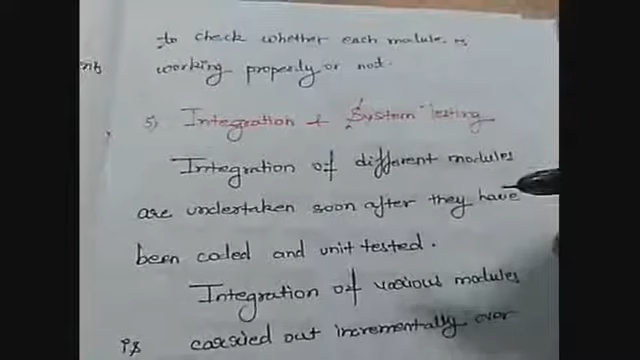 to check whether each module is
working properly or not.
5) Integration + System Testing
Integration of different modules
are undertaken soon after they have
been coded and unit tested.
Integration of various modules
is carried out incrementally over